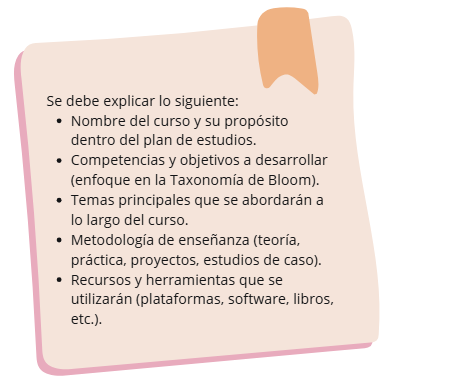 Se debe explicar lo siguiente:
• Nombre del curso y su propósito
dentro del plan de estudios.
• Competencias y objetivos a desarrollar
(enfoque en la Taxonomía de Bloom).
• Temas principales que se abordarán a
lo largo del curso.
• Metodología de enseñanza (teoría,
práctica, proyectos, estudios de caso).
• Recursos y herramientas que se
utilizarán (plataformas, software, libros,
etc.).